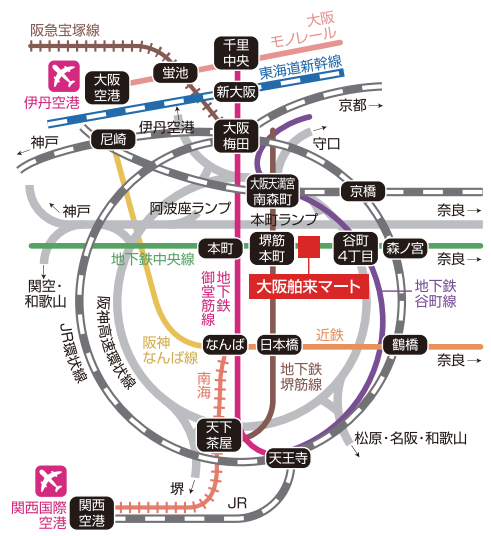 大阪
モノレール
阪急宝塚線
千里
中央
蛍池
東海道新幹線
大阪
空港
伊丹空港
新大阪
京都→
伊丹空港
大阪
梅田
尼崎
守口
神戸
大阪天満宮
南森町
京橋
神戸
阿波座ランプ
本町ランプ
奈良→
本町
堺筋
本町
谷町
4丁目
森ノ宮
地下鉄中央線
奈良→
関空・
和歌山
地下鉄
御堂筋線
大阪舶来マート
地下鉄
谷町線
阪神高速環状線
JR環状線
阪神
なんば線
なんば
日本橋
近鉄
鶴橋
奈良→
南海
地下鉄
堺筋線
天下
茶屋
松原・名阪・和歌山
天王寺
堺
関西国際
空港
関西
空港
JR